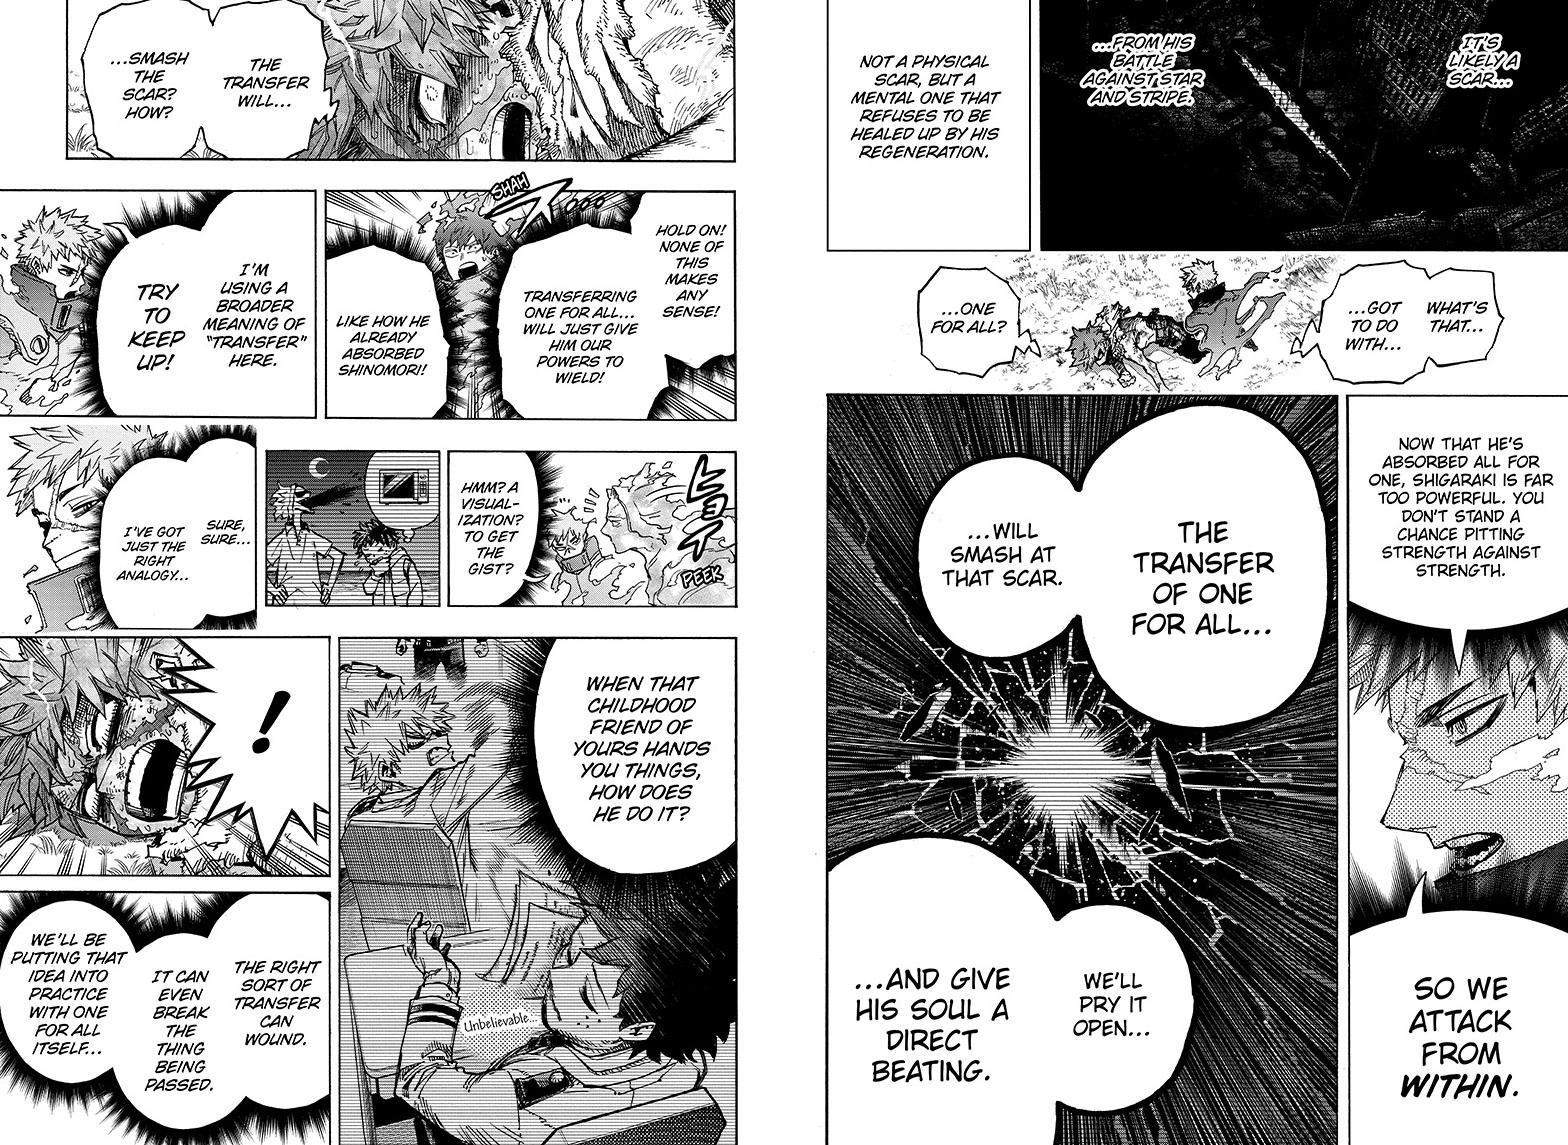 IT'S
LIKELY A
SCAR...
...FROM HIS
BATTLE
AGAINST STAR
AND STRIPE.
NOT A PHYSICAL
SCAR, BUT A
MENTAL ONE THAT
REFUSES TO BE
HEALED UP BY HIS
REGENERATION.
WHAT'S
THAT...
...GOT
TO DO
WITH...
...ONE
FOR ALL?
NOW THAT HE'S
ABSORBED ALL FOR
ONE, SHIGARAKI IS FAR
TOO POWERFUL. YOU
DON'T STAND A
CHANCE PITTING
STRENGTH AGAINST
STRENGTH.
SO WE
ATTACK
FROM
WITHIN.
THE
TRANSFER
OF ONE
FOR ALL...
...WILL
SMASH AT
THAT SCAR.
WE'LL
PRY IT
OPEN...
...AND GIVE
HIS SOUL A
DIRECT
BEATING.
THE
TRANSFER
WILL...
...SMASH
THE
SCAR?
HOW?
HOLD ON!
NONE OF
THIS
MAKES
ANY
SENSE!
SHAH
TRANSFERRING
ONE FOR ALL...
WILL JUST GIVE
HIM OUR
POWERS TO
WIELD!
LIKE HOW HE
ALREADY
ABSORBED
SHINOMORI!
I'M
USING A
BROADER
MEANING OF
"TRANSFER"
HERE.
TRY
TO
KEEP
UP!
ヒョイ
PEEK
HMM? A
VISUAL-
IZATION?
TO GET
THE
GIST?
SURE,
SURE...
I'VE GOT
JUST THE
RIGHT
ANALOGY...
WHEN THAT
CHILDHOOD
FRIEND OF
YOURS HANDS
YOU THINGS,
HOW DOES
HE DO IT?
Unbelievable...
!
THE RIGHT
SORT OF
TRANSFER
CAN
WOUND.
IT CAN
EVEN
BREAK
THE
THING
BEING
PASSED.
WE'LL BE
PUTTING THAT
IDEA INTO
PRACTICE
WITH ONE
FOR ALL
ITSELF...